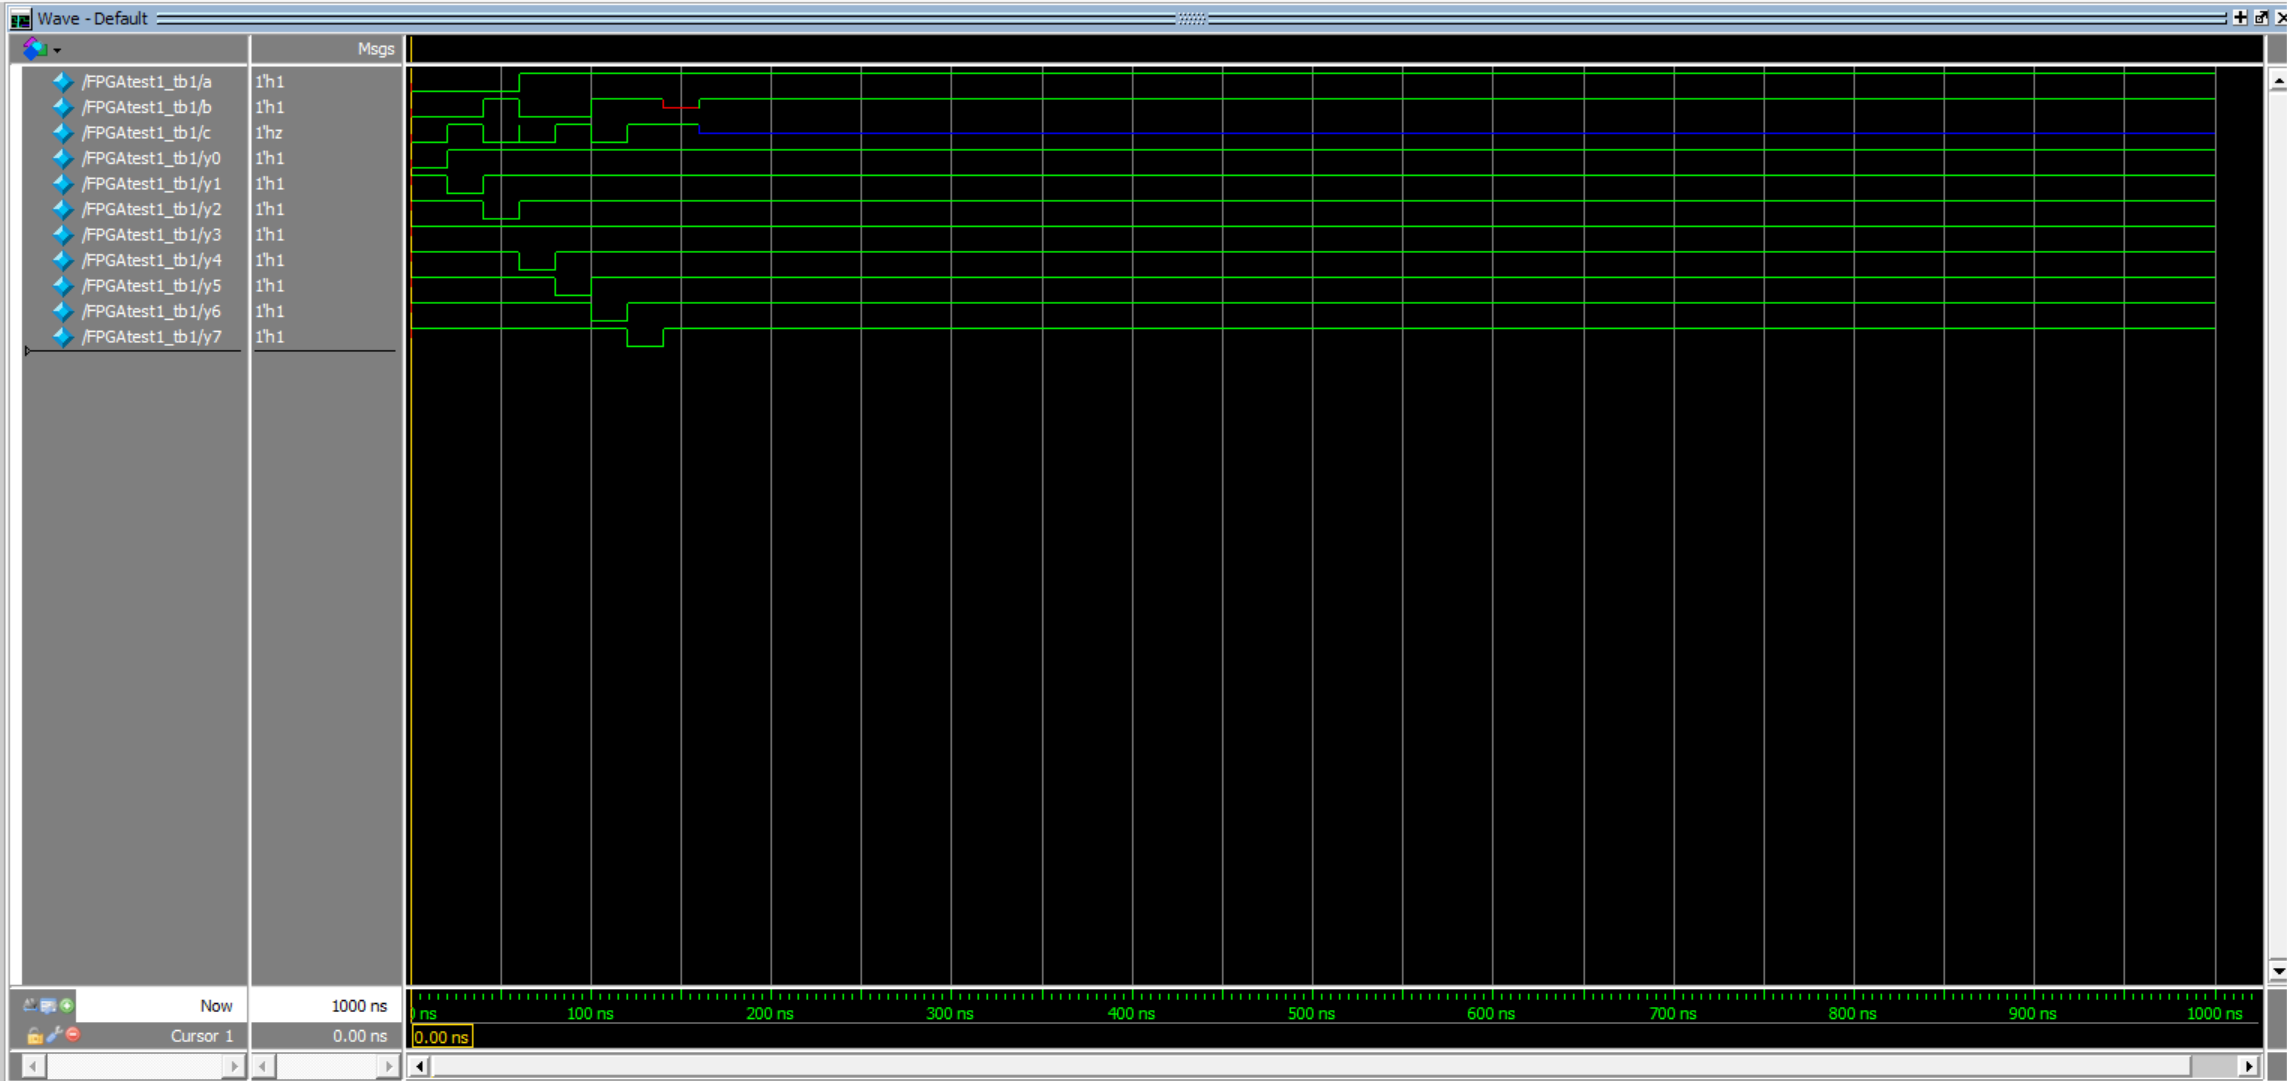 Wave - Default
Msgs
/FPGAtest1_tb1/a 1'h1
/FPGAtest1_tb1/b 1'h1
/FPGAtest1_tb1/c 1'hz
/FPGAtest1_tb1/y0 1'h1
/FPGAtest1_tb1/y1 1'h1
/FPGAtest1_tb1/y2 1'h1
/FPGAtest1_tb1/y3 1'h1
/FPGAtest1_tb1/y4 1'h1
/FPGAtest1_tb1/y5 1'h1
/FPGAtest1_tb1/y6 1'h1
/FPGAtest1_tb1/y7 1'h1
Now 1000 ns
0 ns 100 ns 200 ns 300 ns 400 ns 500 ns 600 ns 700 ns 800 ns 900 ns 1000 ns
Cursor 1 0.00 ns 0.00 ns